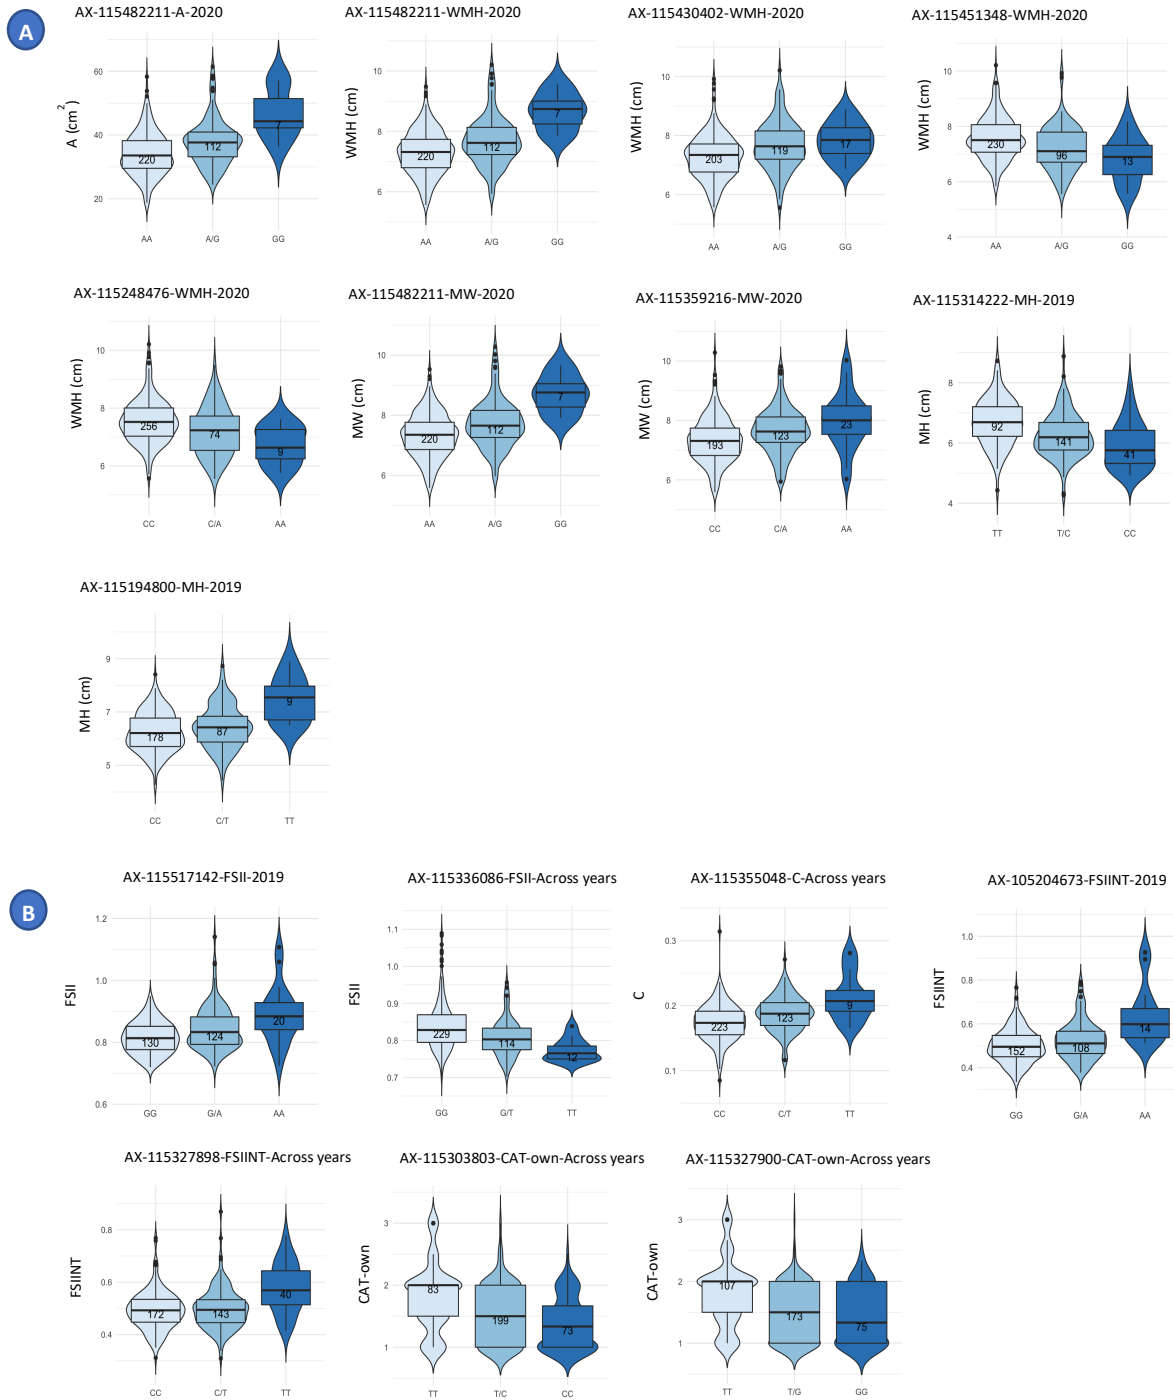 A
AX-115482211-A-2020
AX-115482211-WMH-2020
AX-115430402-WMH-2020
AX-115451348-WMH-2020
A (cm²)
60
40
20
220
112
7
AA
A/G
GG
WMH (cm)
10
8
6
220
112
7
AA
A/G
GG
WMH (cm)
10
8
6
203
119
17
AA
A/G
GG
WMH (cm)
10
8
6
4
230
96
13
AA
A/G
GG
AX-115248476-WMH-2020
AX-115482211-MW-2020
AX-115359216-MW-2020
AX-115314222-MH-2019
WMH (cm)
10
8
6
256
74
9
CC
C/A
AA
MW (cm)
10
8
6
220
112
7
AA
A/G
GG
MW (cm)
10
8
6
193
123
23
CC
C/A
AA
MH (cm)
8
6
4
92
141
41
TT
T/C
CC
AX-115194800-MH-2019
MH (cm)
9
7
5
178
87
9
CC
C/T
TT
B
AX-115517142-FSII-2019
AX-115336086-FSII-Across years
AX-115355048-C-Across years
AX-105204673-FSIINT-2019
FSII
1.2
1.0
0.8
0.6
130
124
20
GG
G/A
AA
FSII
1.1
1.0
0.9
0.8
0.7
229
114
12
GG
G/T
TT
C
0.3
0.2
0.1
223
123
9
CC
C/T
TT
FSIINT
1.0
0.8
0.6
0.4
152
108
14
GG
G/A
AA
AX-115327898-FSIINT-Across years
AX-115303803-CAT-own-Across years
AX-115327900-CAT-own-Across years
FSIINT
0.8
0.6
0.4
172
143
40
CC
C/T
TT
CAT-own
3
2
1
83
199
73
TT
T/C
CC
CAT-own
3
2
1
107
173
75
TT
T/G
GG